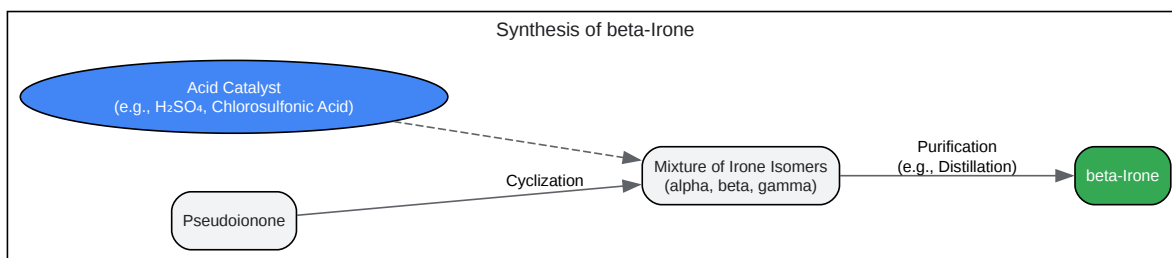 Synthesis of beta-Irone
Acid Catalyst
(e.g., H₂SO₄, Chlorosulfonic Acid)
Pseudoionone
Cyclization
Mixture of Irone Isomers
(alpha, beta, gamma)
Purification
(e.g., Distillation)
beta-Irone